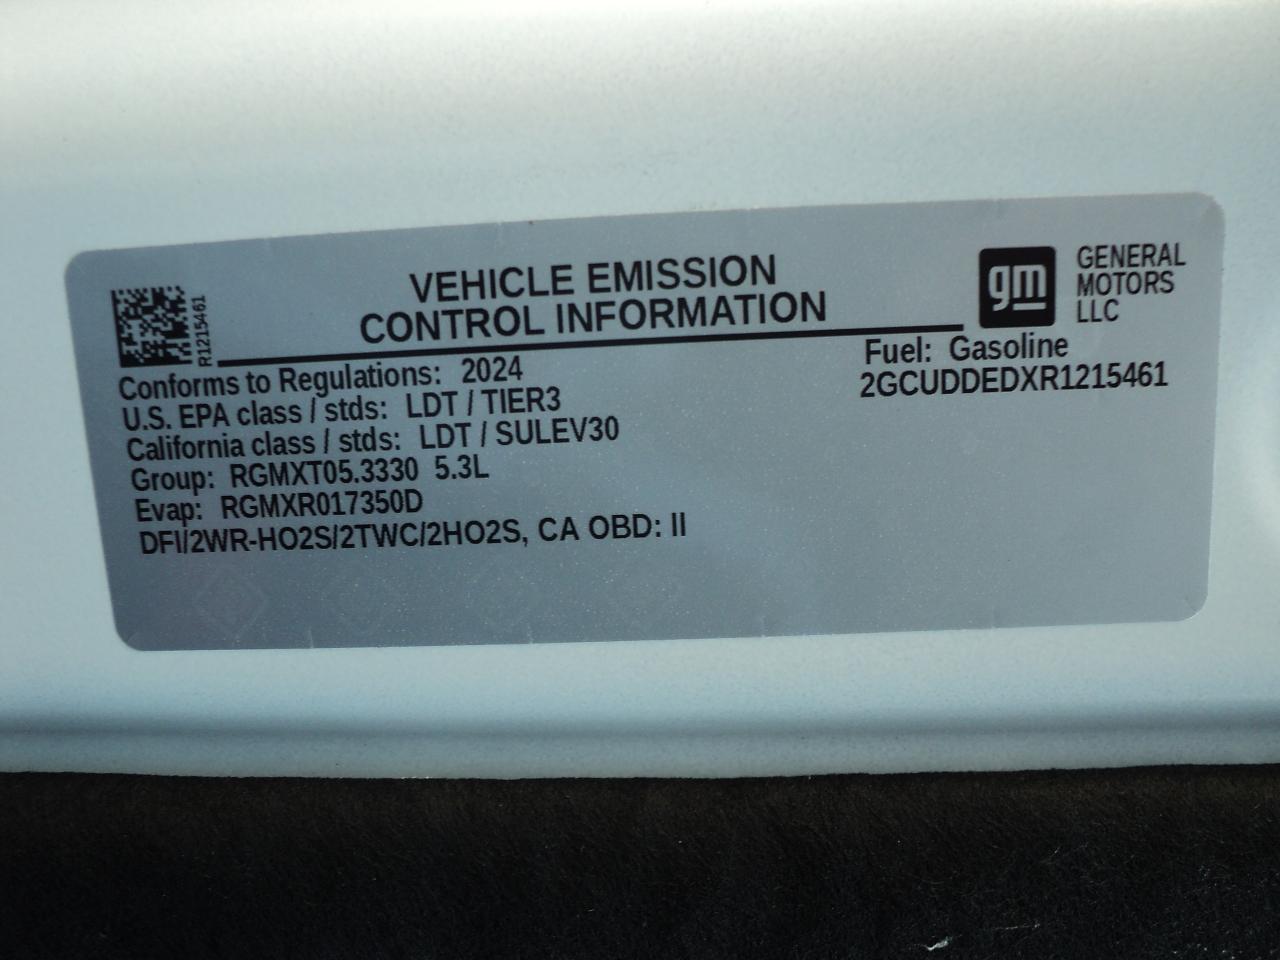 VEHICLE EMISSION
CONTROL INFORMATION
gm
GENERAL
MOTORS
LLC
R1215461
Conforms to Regulations: 2024
U.S. EPA class / stds: LDT / TIER3
California class / stds: LDT / SULEV30
Group: RGMXT05.3330 5.3L
Evap: RGMXR017350D
DFI/2WR-HO2S/2TWC/2HO2S, CA OBD: II
Fuel: Gasoline
2GCUDDEDXR1215461